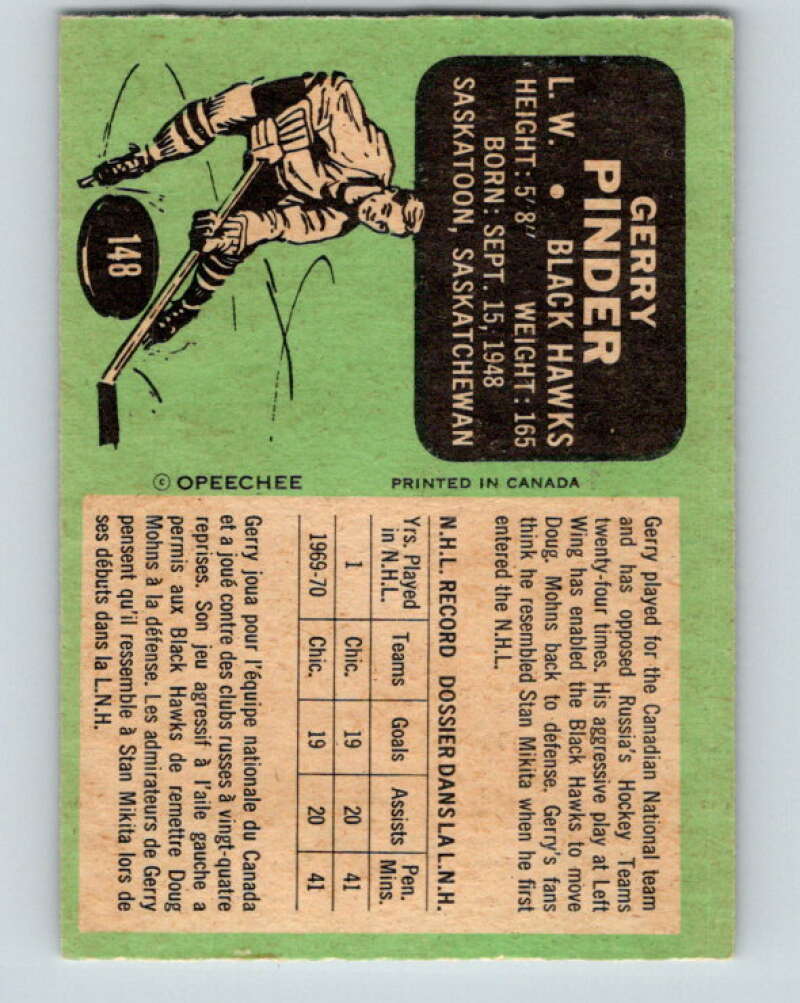 GERRY
PINDER
L. W. • BLACK HAWKS
HEIGHT: 5' 8" WEIGHT: 165
BORN: SEPT. 15, 1948
SASKATOON, SASKATCHEWAN
148
© OPEECHEE PRINTED IN CANADA
Gerry played for the Canadian National team
and has opposed Russia's Hockey Teams
twenty-four times. His aggressive play at Left
Wing has enabled the Black Hawks to move
Doug. Mohns back to defense. Gerry's fans
think he resembled Stan Mikita when he first
entered the N.H.L.
N.H.L. RECORD DOSSIER DANS LA L.N.H.
Yrs. Played in N.H.L. Teams Goals Assists Pen. Mins.
1 Chic. 19 20 41
1969-70 Chic. 19 20 41
Gerry joua pour l'équipe nationale du Canada
et a joué contre des clubs russes à vingt-quatre
reprises. Son jeu agressif à l'aile gauche a
permis aux Black Hawks de remettre Doug
Mohns à la défense. Les admirateurs de Gerry
pensent qu'il ressemble à Stan Mikita lors de
ses débuts dans la L.N.H.